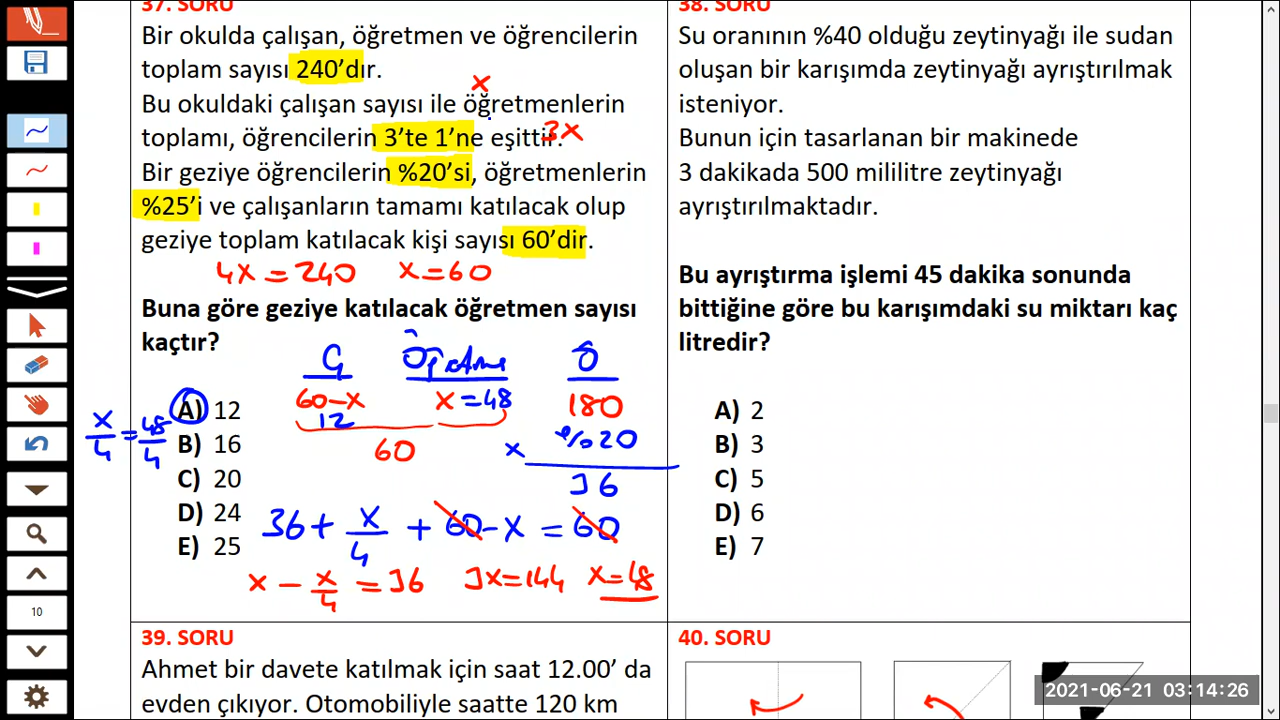 37. SORU
Bir okulda çalışan, öğretmen ve öğrencilerin
toplam sayısı 240'dır.
x
Bu okuldaki çalışan sayısı ile öğretmenlerin
toplamı, öğrencilerin 3'te 1'ne eşittir.
3x
Bir geziye öğrencilerin %20'si, öğretmenlerin
%25'i ve çalışanların tamamı katılacak olup
geziye toplam katılacak kişi sayısı 60'dir.
4x = 240 x = 60
Buna göre geziye katılacak öğretmen sayısı
kaçtır?
Ç Ö
60-x x = 48 180
12
60
x %20
36
A) 12
B) 16
C) 20
D) 24
E) 25
x/4 = 48/4
36 + x/4 + 60 - x = 60
x - x/4 = 36 3x = 144 x = 48
38. SORU
Su oranının %40 olduğu zeytinyağı ile sudan
oluşan bir karışımda zeytinyağı ayrıştırılmak
isteniyor.
Bunun için tasarlanan bir makinede
3 dakikada 500 mililitre zeytinyağı
ayrıştırılmaktadır.
Bu ayrıştırma işlemi 45 dakika sonunda
bittiğine göre bu karışımdaki su miktarı kaç
litredir?
A) 2
B) 3
C) 5
D) 6
E) 7
39. SORU
Ahmet bir davete katılmak için saat 12.00' da
evden çıkıyor. Otomobiliyle saatte 120 km
40. SORU
10
2021-06-21 03:14:26